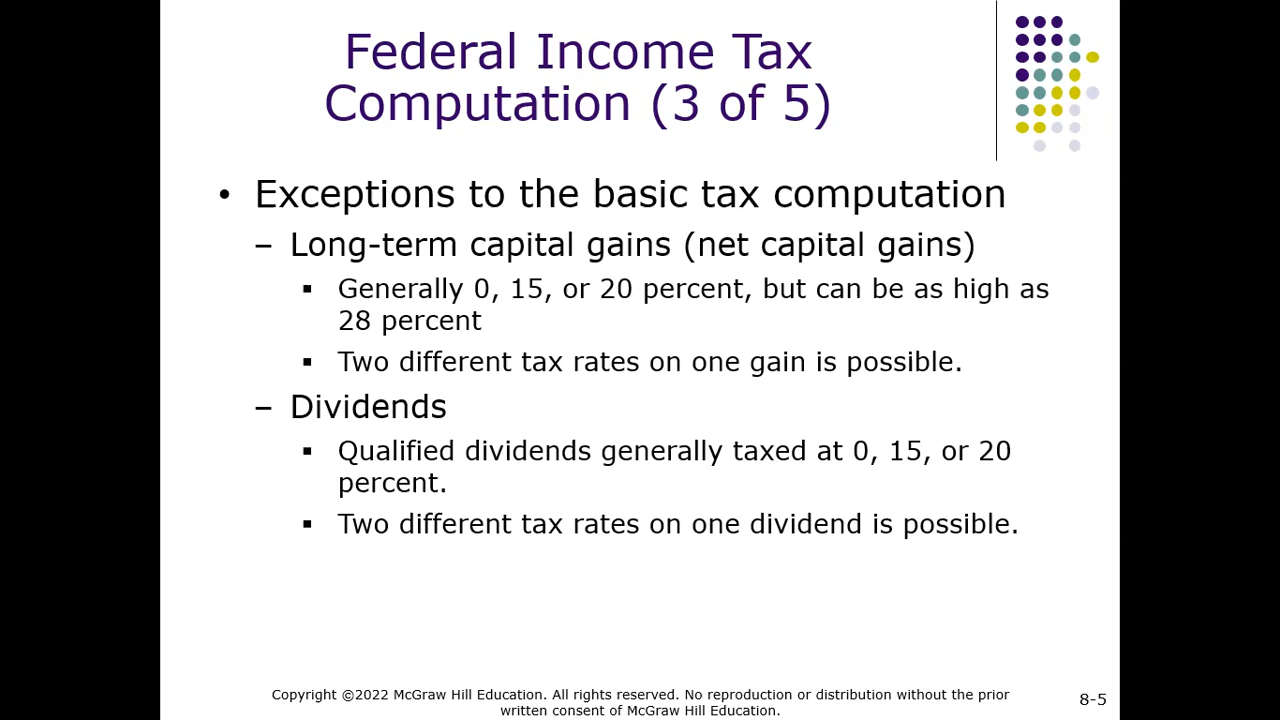 Federal Income Tax
Computation (3 of 5)
• Exceptions to the basic tax computation
– Long-term capital gains (net capital gains)
▪ Generally 0, 15, or 20 percent, but can be as high as
28 percent
▪ Two different tax rates on one gain is possible.
– Dividends
▪ Qualified dividends generally taxed at 0, 15, or 20
percent.
▪ Two different tax rates on one dividend is possible.
Copyright ©2022 McGraw Hill Education. All rights reserved. No reproduction or distribution without the prior
written consent of McGraw Hill Education.
8-5